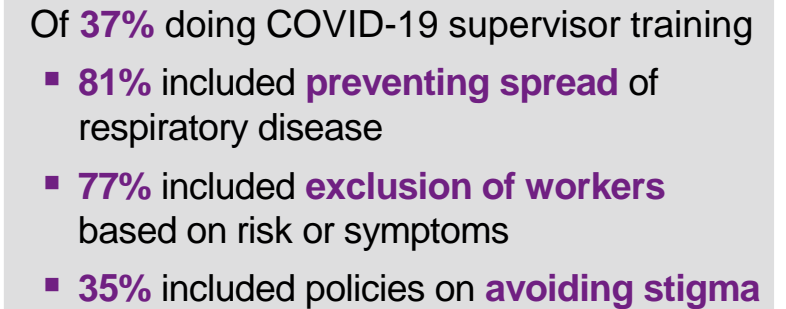 Of 37% doing COVID-19 supervisor training
▪ 81% included preventing spread of
respiratory disease
▪ 77% included exclusion of workers
based on risk or symptoms
▪ 35% included policies on avoiding stigma